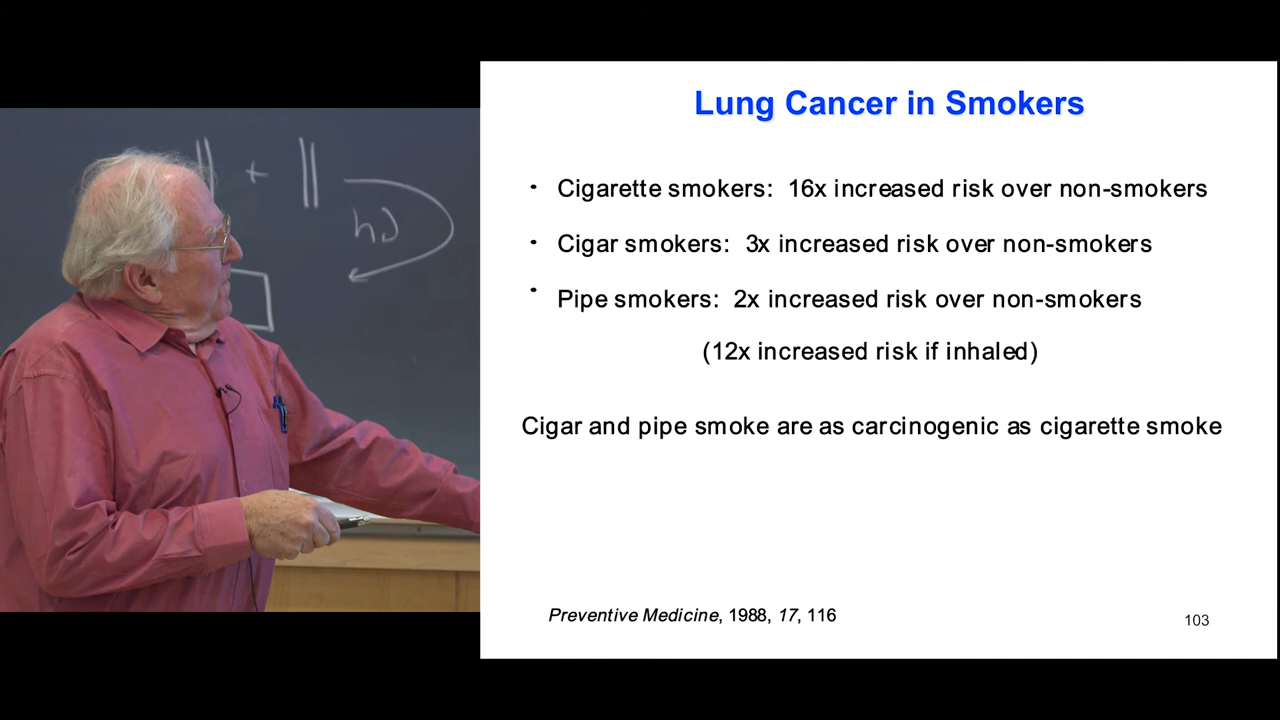 || + ||
hν
Lung Cancer in Smokers
• Cigarette smokers: 16x increased risk over non-smokers
• Cigar smokers: 3x increased risk over non-smokers
• Pipe smokers: 2x increased risk over non-smokers
(12x increased risk if inhaled)
Cigar and pipe smoke are as carcinogenic as cigarette smoke
Preventive Medicine, 1988, 17, 116
103